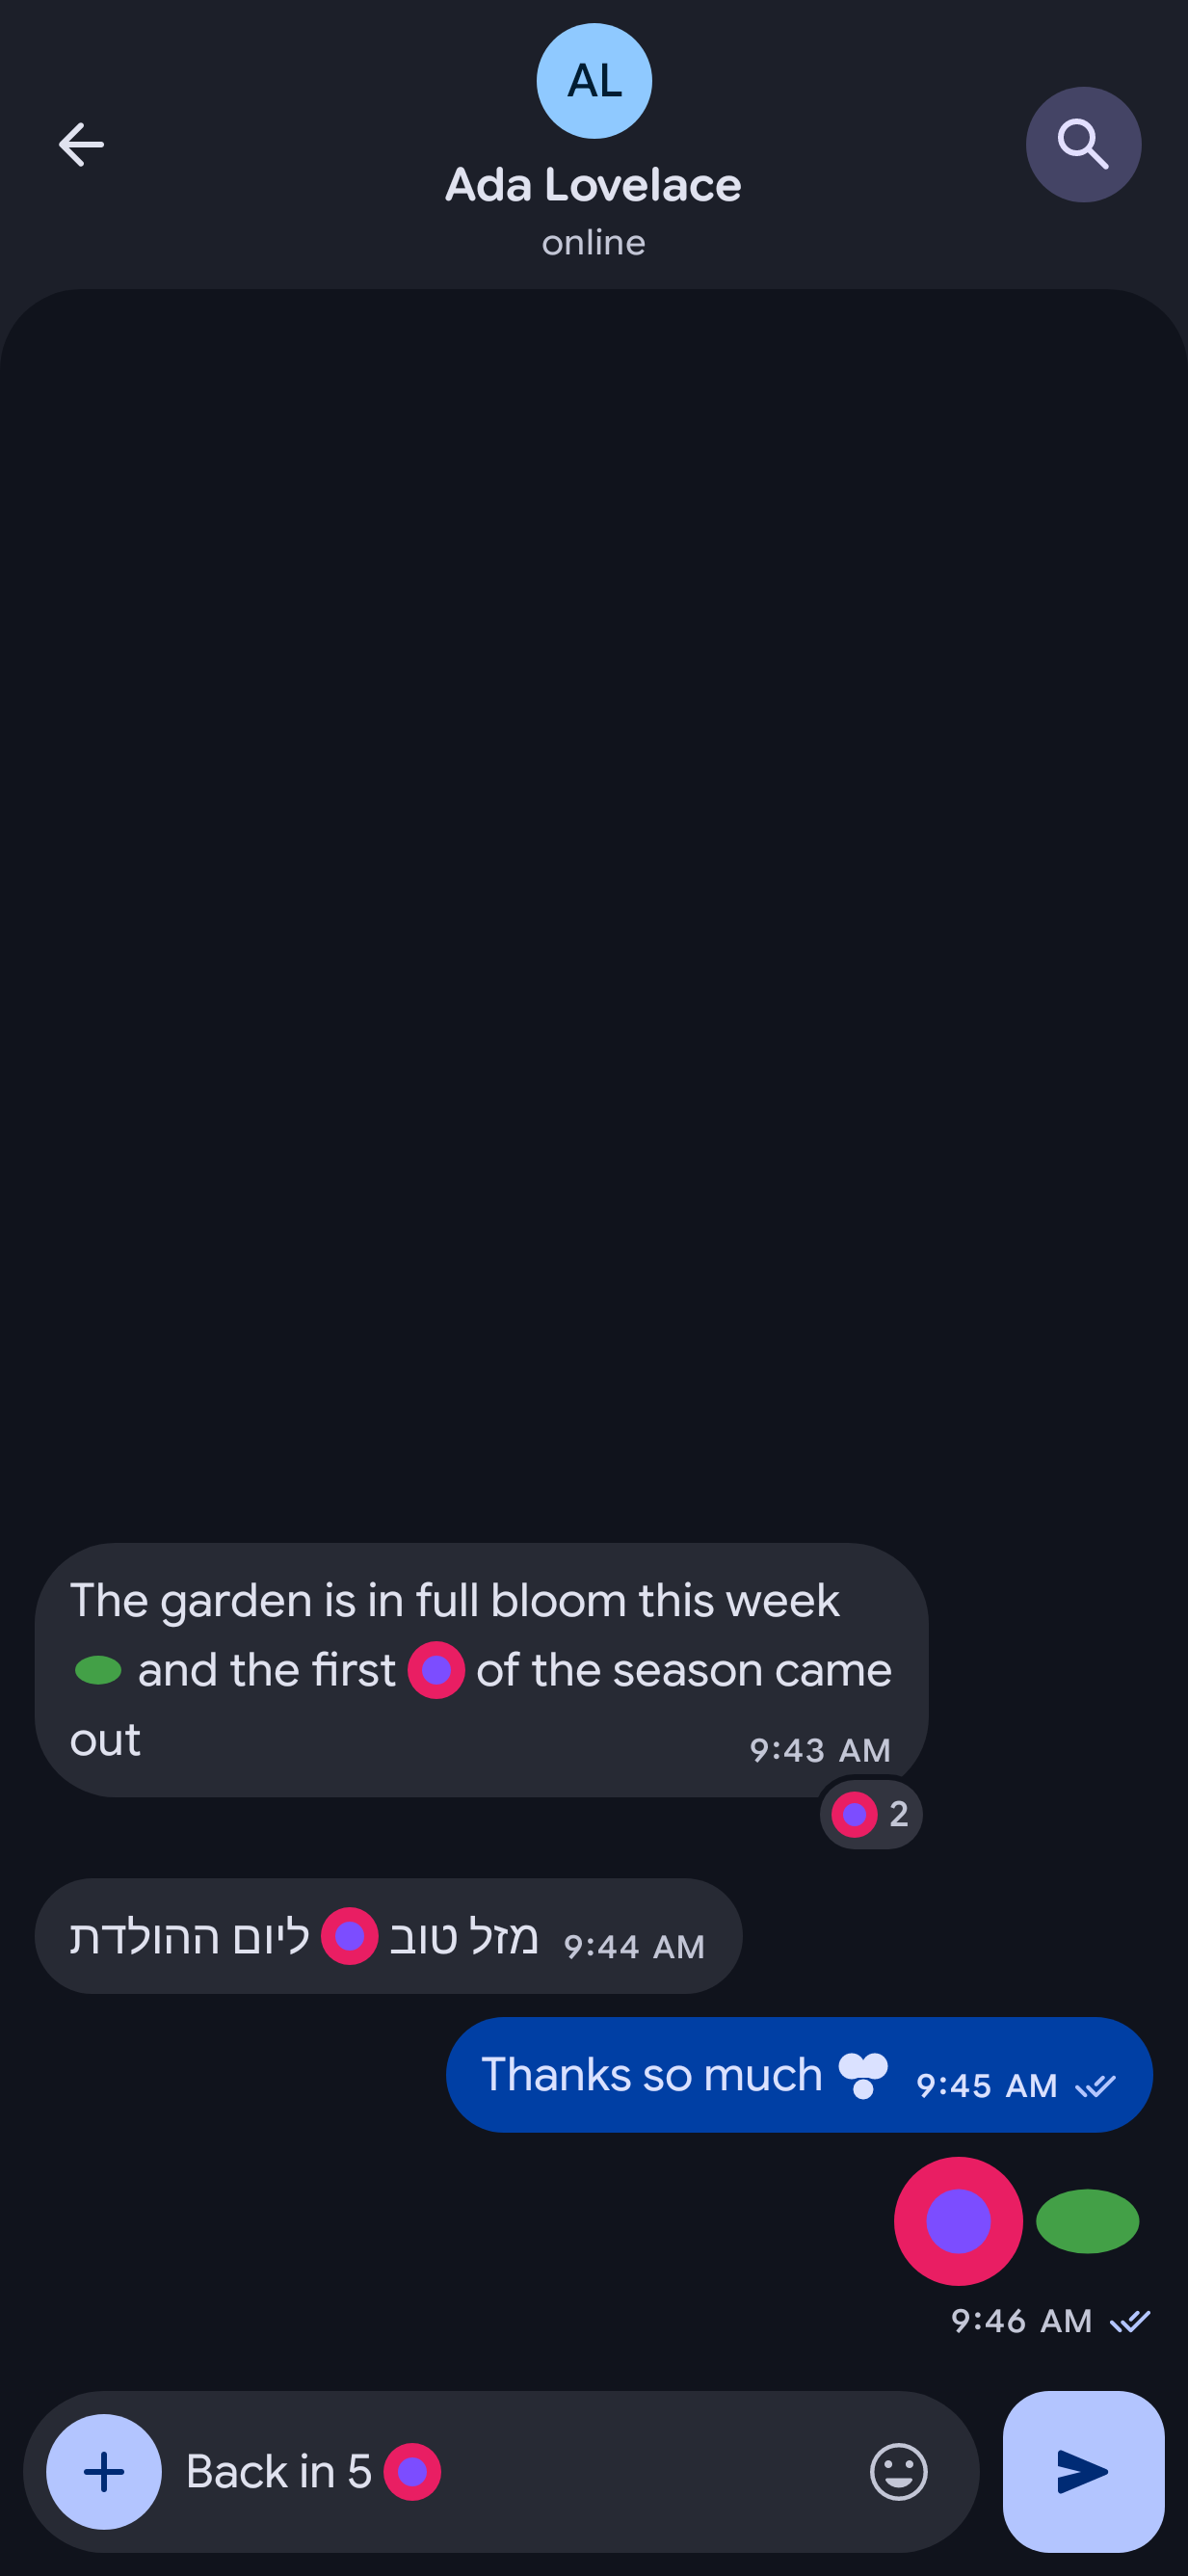 AL
Ada Lovelace
online
The garden is in full bloom this week
and the first of the season came
out
9:43 AM
2
מזל טוב ליום ההולדת
9:44 AM
Thanks so much
9:45 AM
9:46 AM
Back in 5